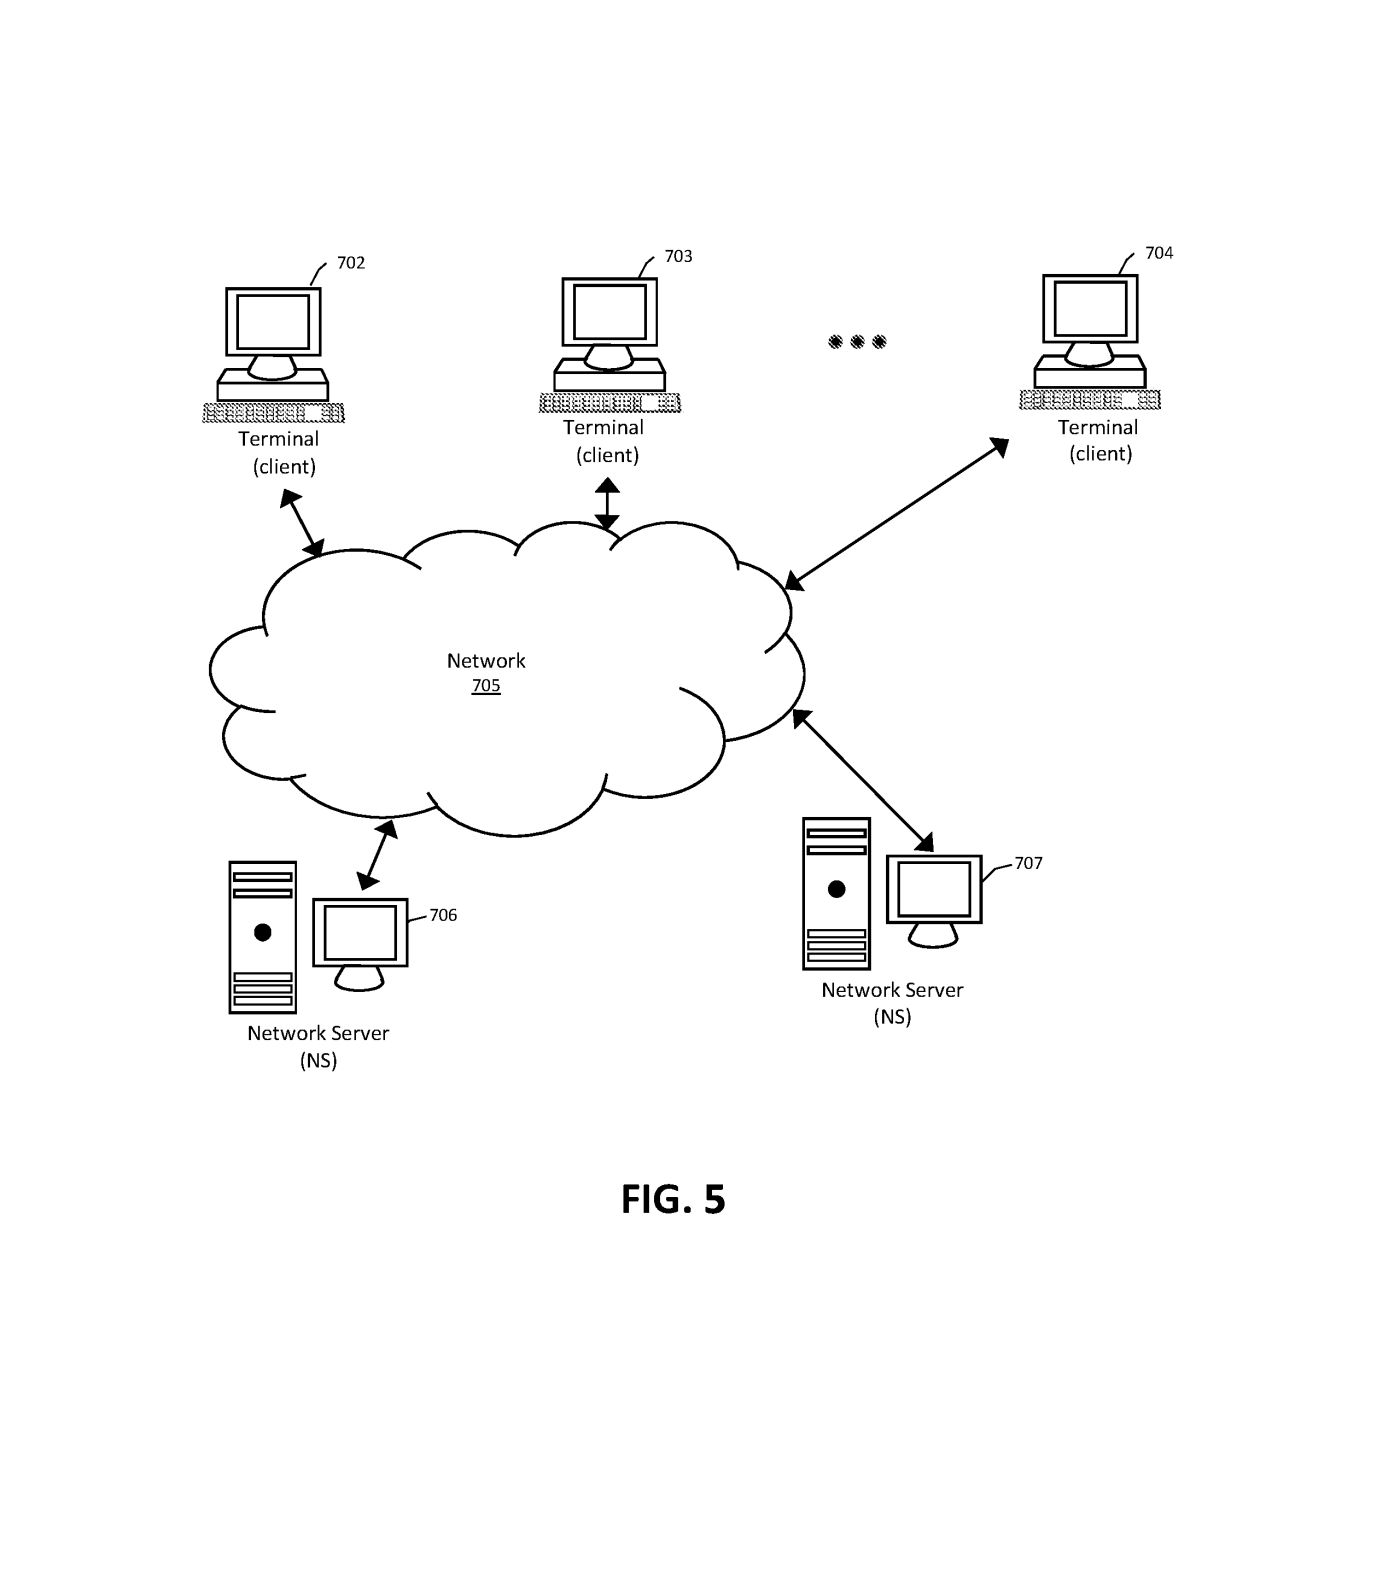 702
703
704
Terminal
(client)
Terminal
(client)
Terminal
(client)
Network
705
706
Network Server
(NS)
707
Network Server
(NS)
FIG. 5